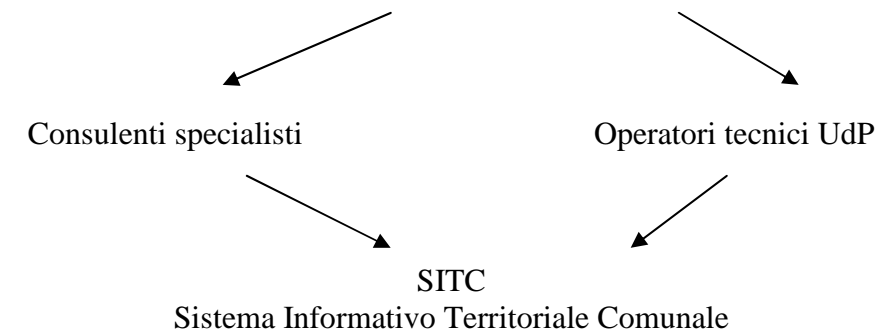 Consulenti specialisti
Operatori tecnici UdP
SITC
Sistema Informativo Territoriale Comunale